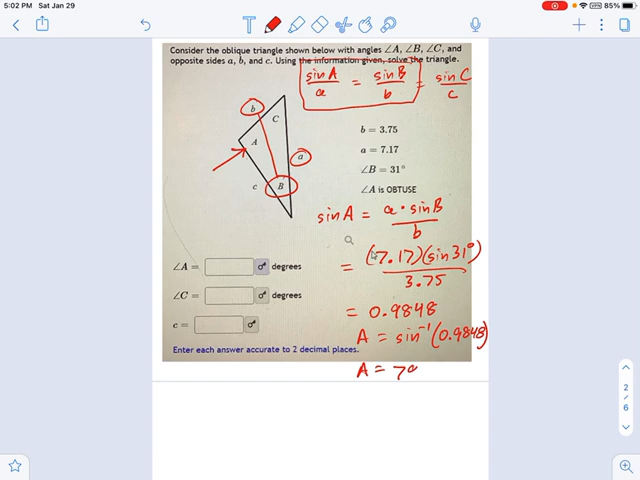 5:02 PM Sat Jan 29
85%
Consider the oblique triangle shown below with angles ∠A, ∠B, ∠C, and
opposite sides a, b, and c. Using the information given, solve the triangle.
sin A / a = sin B / b = sin C / c
b
C
A
a
c
B
b = 3.75
a = 7.17
∠B = 31°
∠A is OBTUSE
sin A = a · sin B / b
= (7.17)(sin 31°) / 3.75
= 0.9848
A = sin⁻¹(0.9848)
A = 79
∠A = degrees
∠C = degrees
c =
Enter each answer accurate to 2 decimal places.
2
/
6